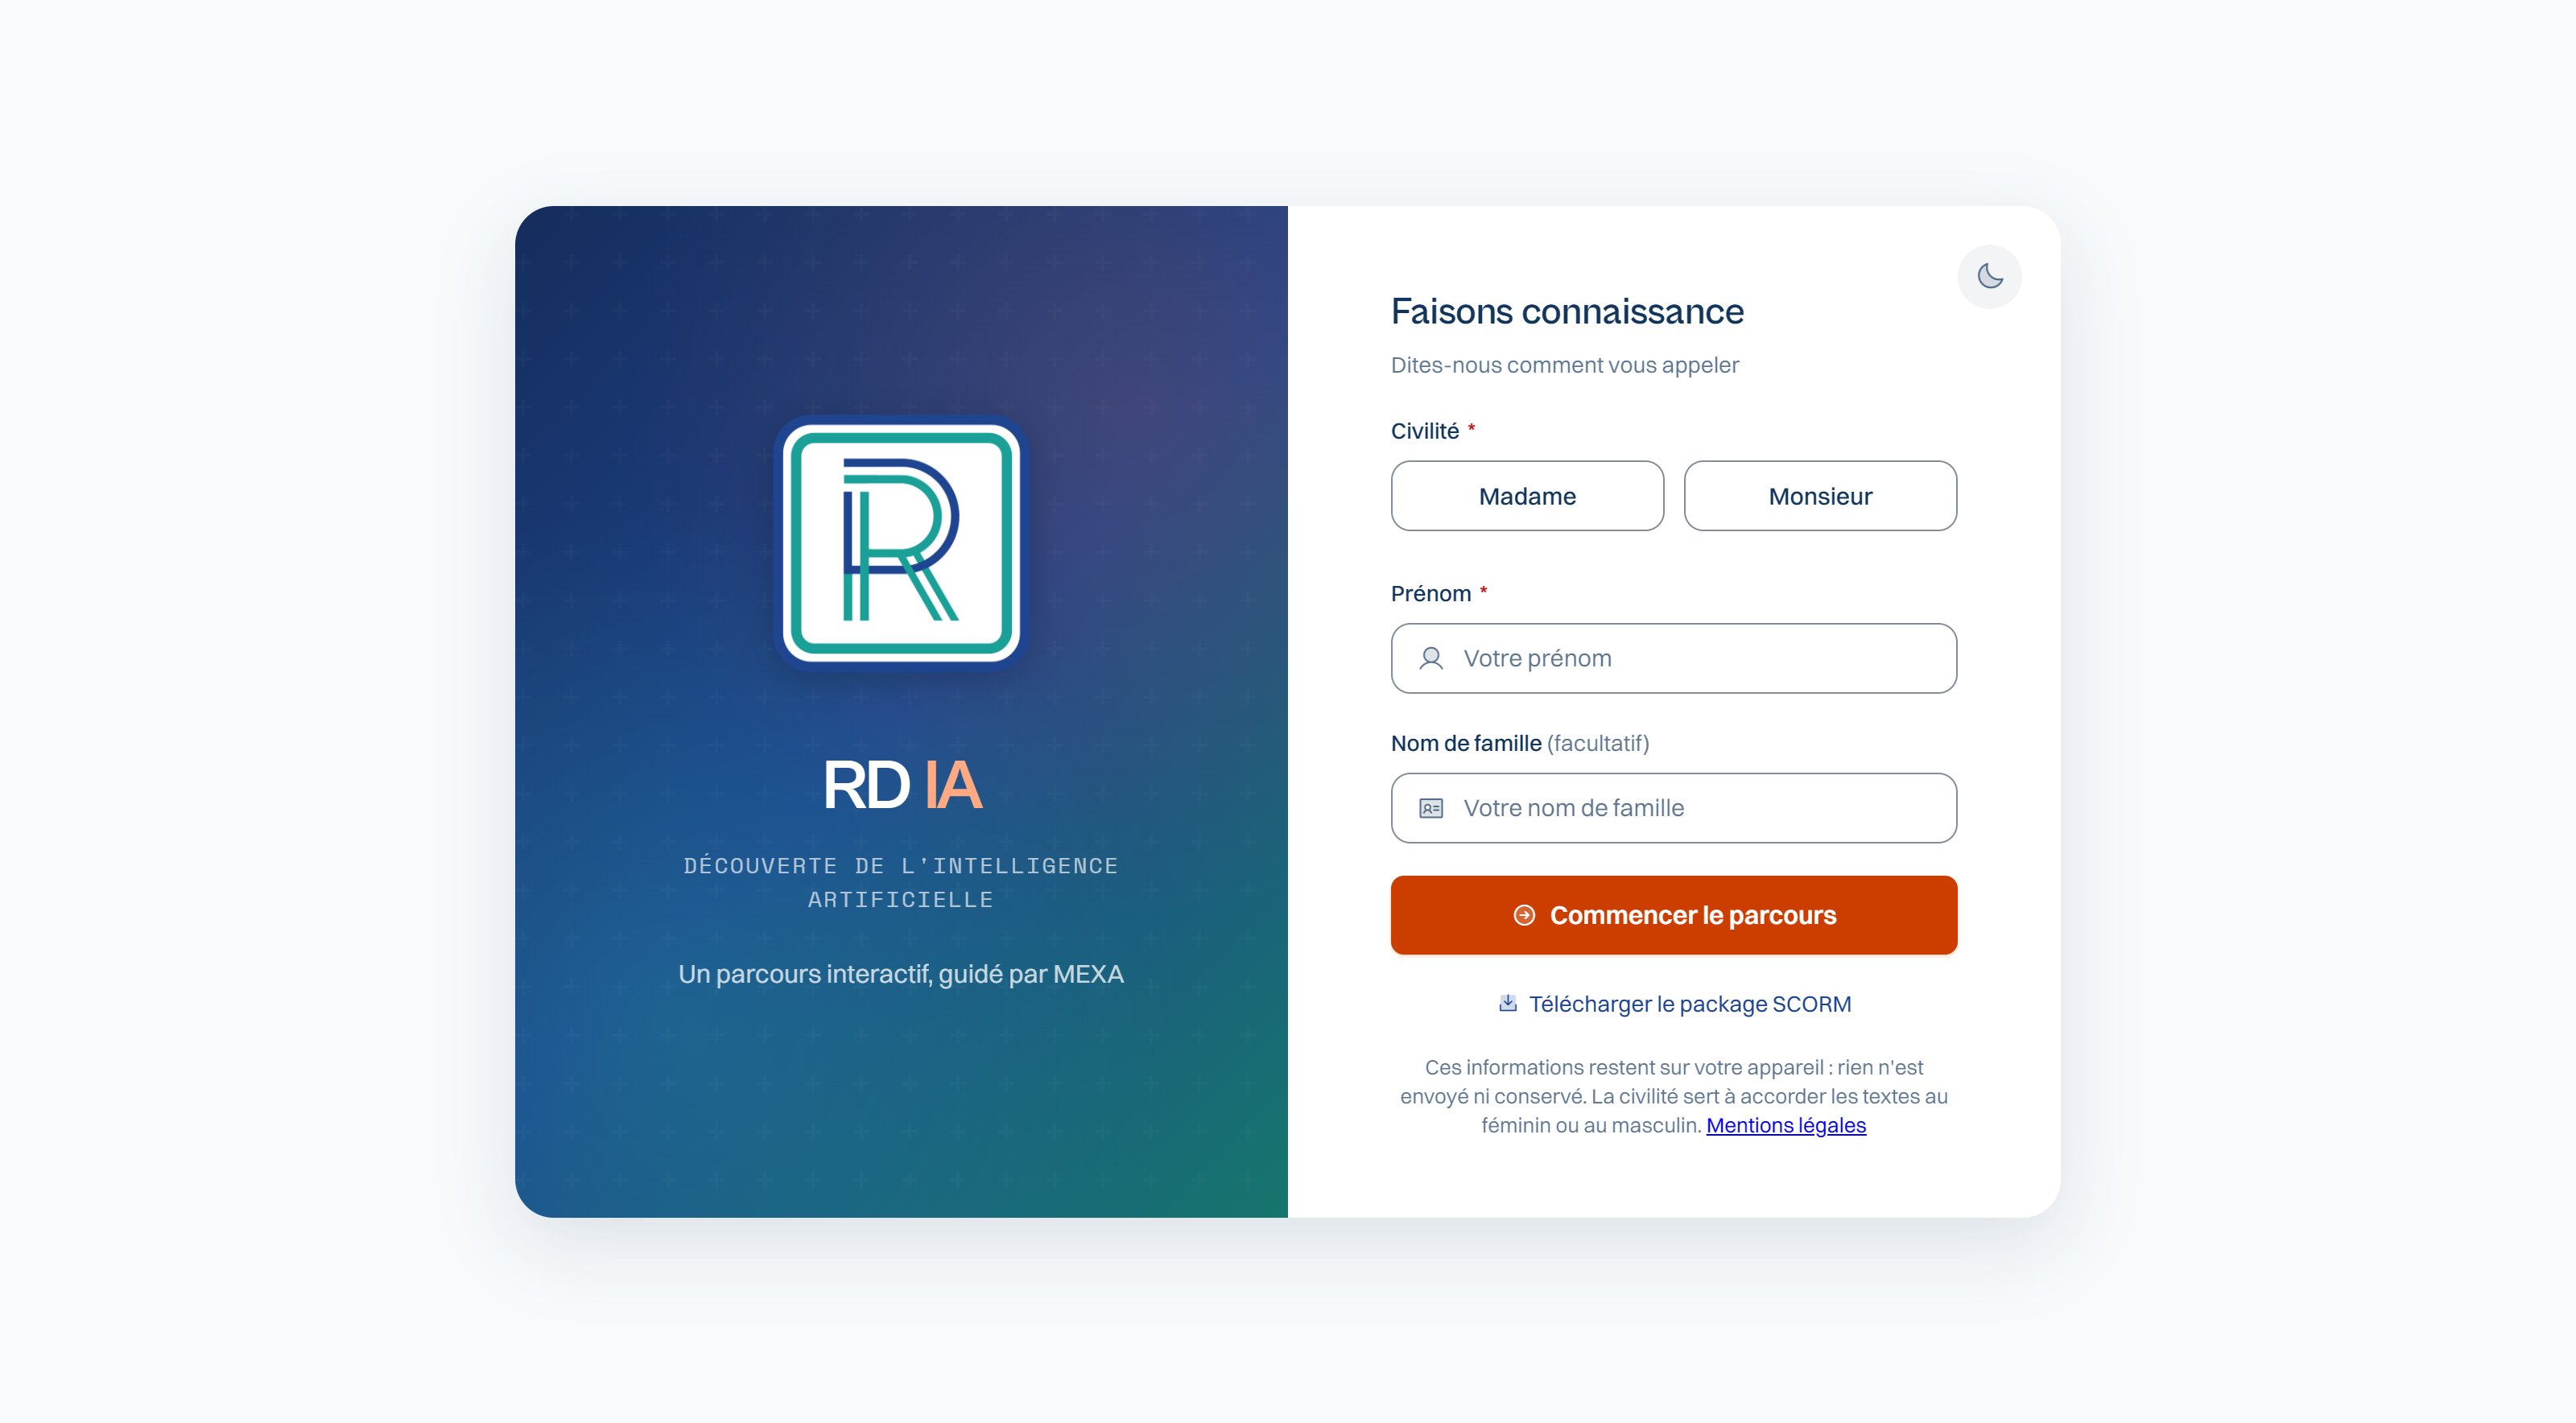 RD IA
DÉCOUVERTE DE L'INTELLIGENCE
ARTIFICIELLE
Un parcours interactif, guidé par MEXA
Faisons connaissance
Dites-nous comment vous appeler
Civilité *
Madame
Monsieur
Prénom *
Votre prénom
Nom de famille (facultatif)
Votre nom de famille
Commencer le parcours
Télécharger le package SCORM
Ces informations restent sur votre appareil : rien n'est
envoyé ni conservé. La civilité sert à accorder les textes au
féminin ou au masculin. Mentions légales